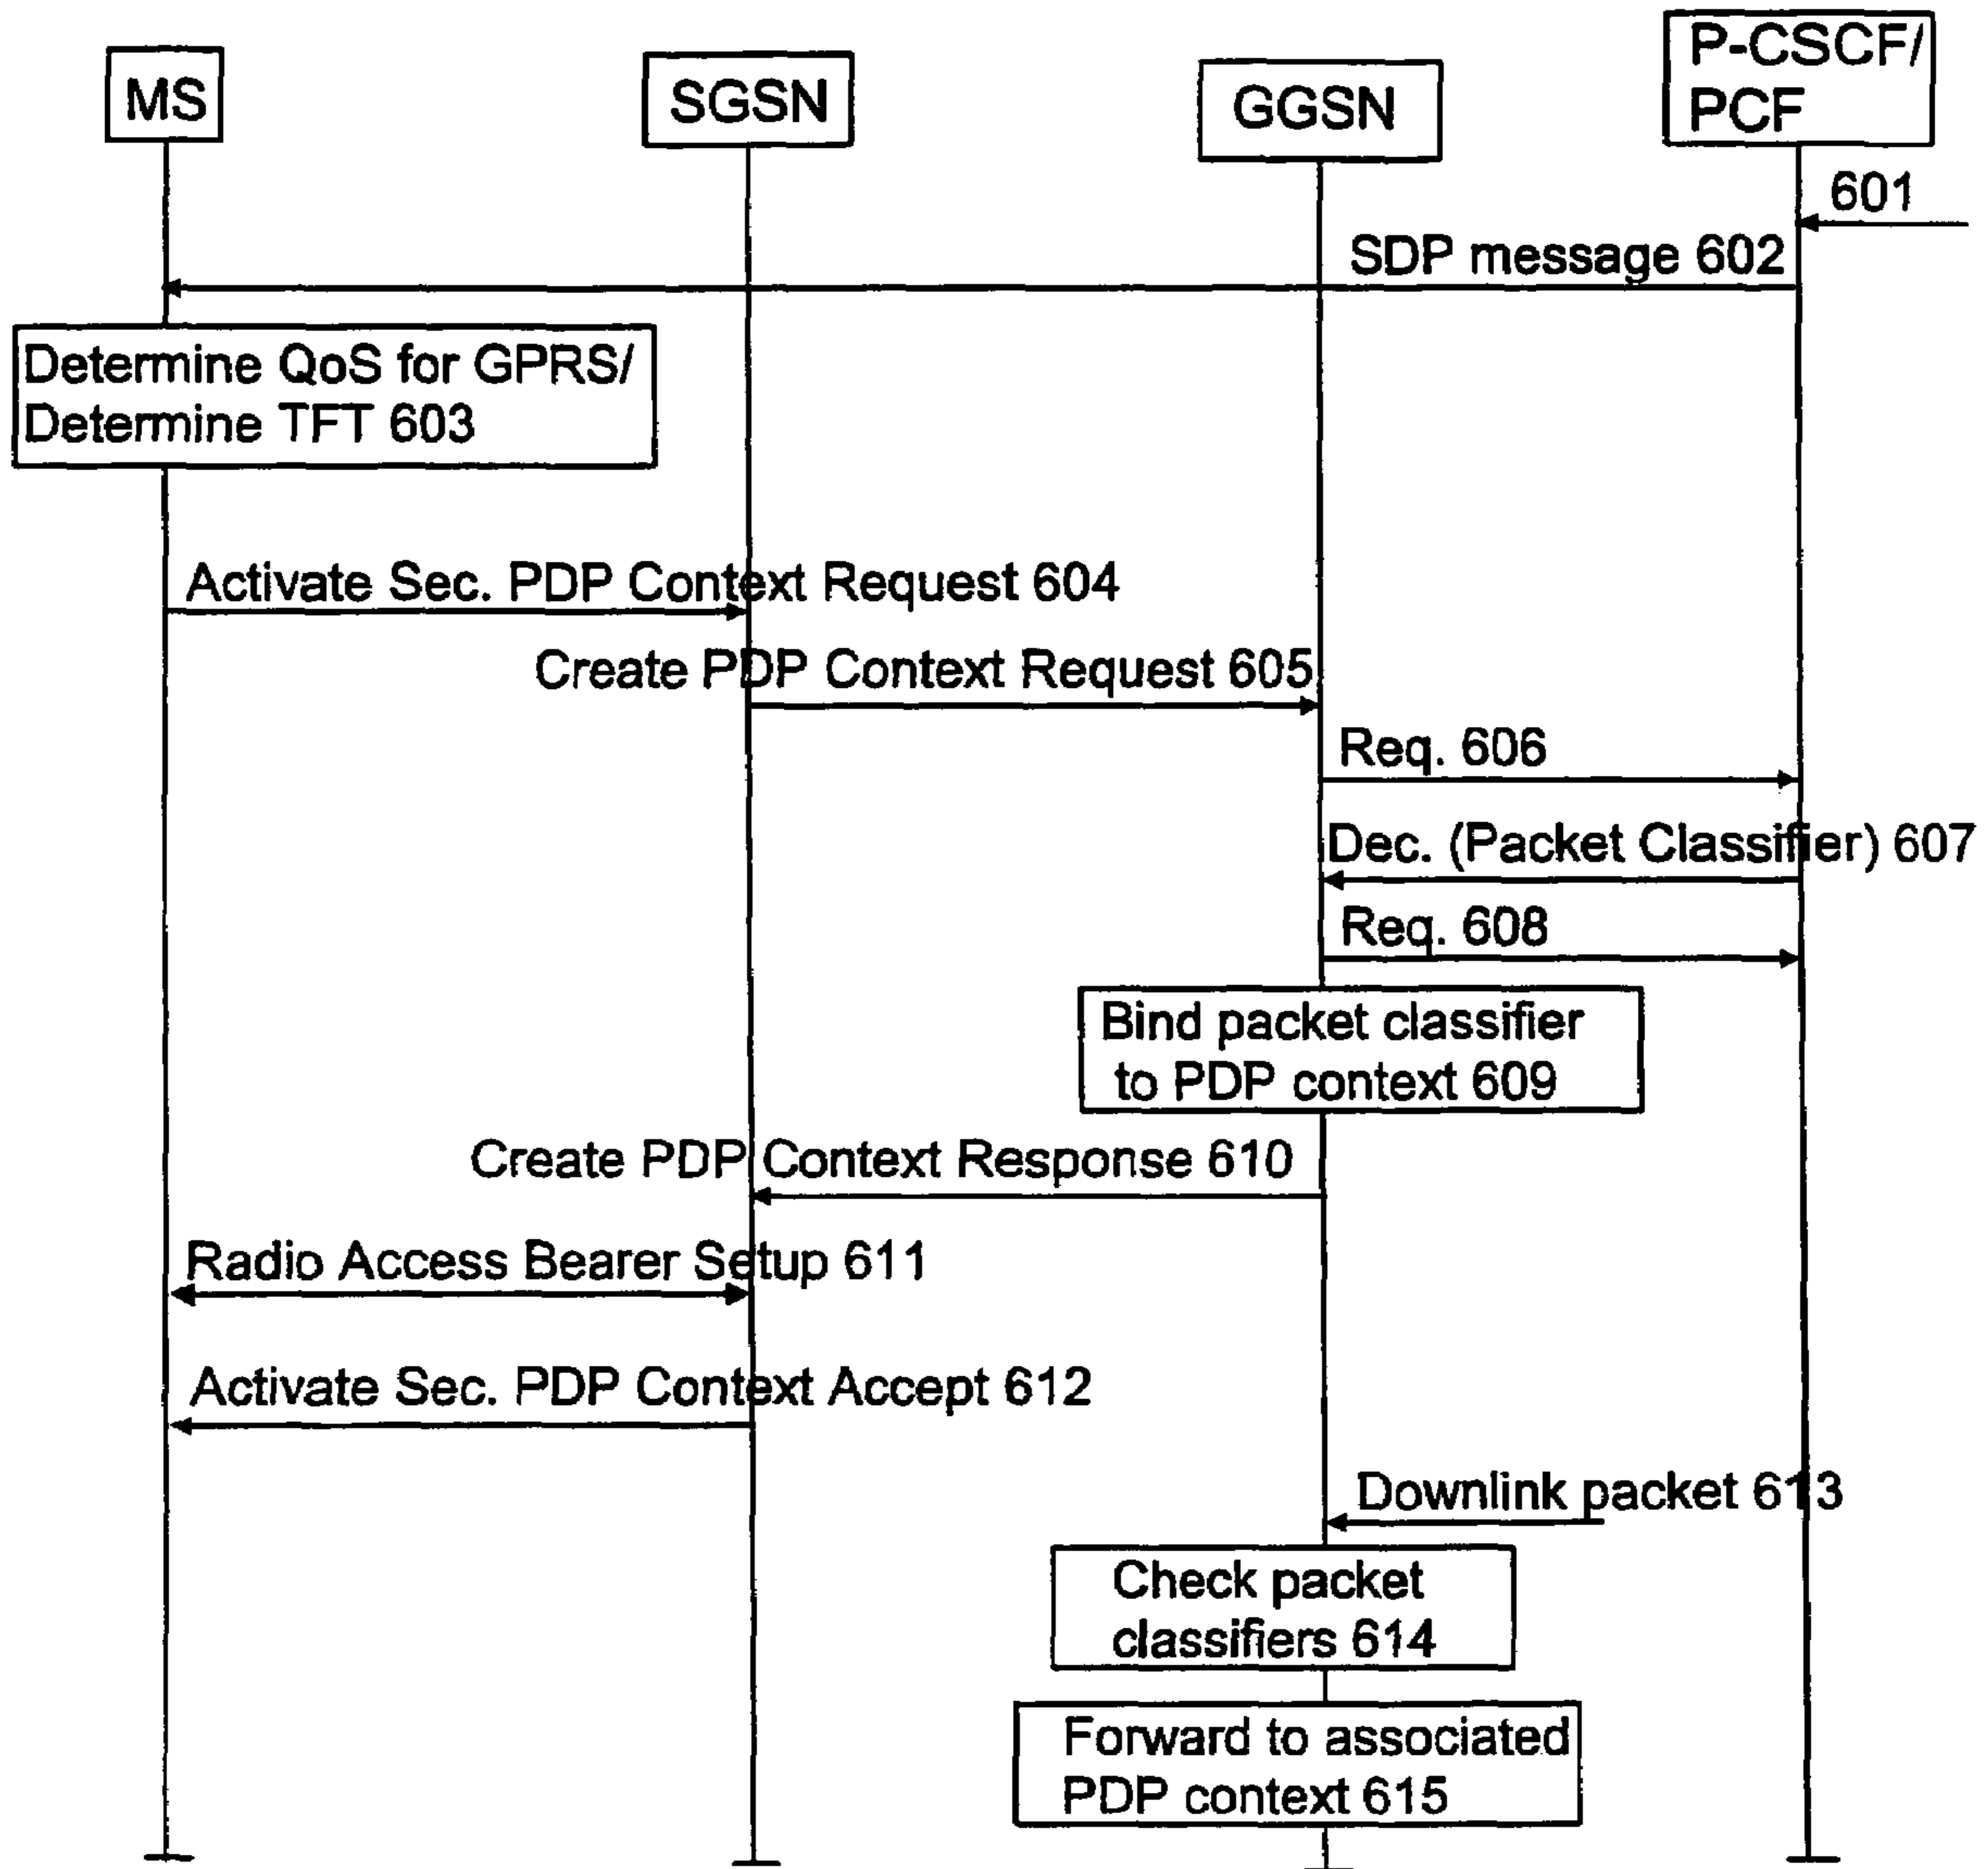 MS
SGSN
GGSN
P-CSCF/
PCF
601
SDP message 602
Determine QoS for GPRS/
Determine TFT 603
Activate Sec. PDP Context Request 604
Create PDP Context Request 605
Req. 606
Dec. (Packet Classifier) 607
Req. 608
Bind packet classifier
to PDP context 609
Create PDP Context Response 610
Radio Access Bearer Setup 611
Activate Sec. PDP Context Accept 612
Downlink packet 613
Check packet
classifiers 614
Forward to associated
PDP context 615